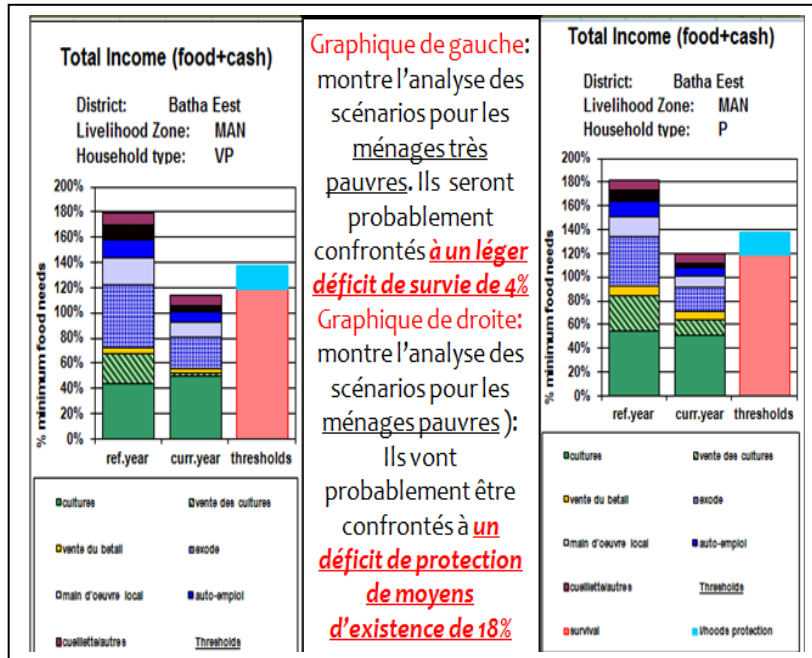 Total Income (food+cash)
District: Batha Eest
Livelihood Zone: MAN
Household type: VP
% minimum food needs
200%
180%
160%
140%
120%
100%
80%
60%
40%
20%
0%
ref.year curr.year thresholds
cultures vente des cultures
vente du betail exode
main d'oeuvre local auto-emploi
cueillette/autres Thresholds
Graphique de gauche:
montre l'analyse des
scénarios pour les
ménages très
pauvres. Ils seront
probablement
confrontés à un léger
déficit de survie de 4%
Graphique de droite:
montre l'analyse des
scénarios pour les
ménages pauvres ):
Ils vont
probablement être
confrontés à un
déficit de protection
de moyens
d'existence de 18%
Total Income (food+cash)
District: Batha Eest
Livelihood Zone: MAN
Household type: P
% minimum food needs
200%
180%
160%
140%
120%
100%
80%
60%
40%
20%
0%
ref.year curr.year thresholds
cultures vente des cultures
vente du betail exode
main d'oeuvre local auto-emploi
cueillette/autres Thresholds
survival l/hoods protection